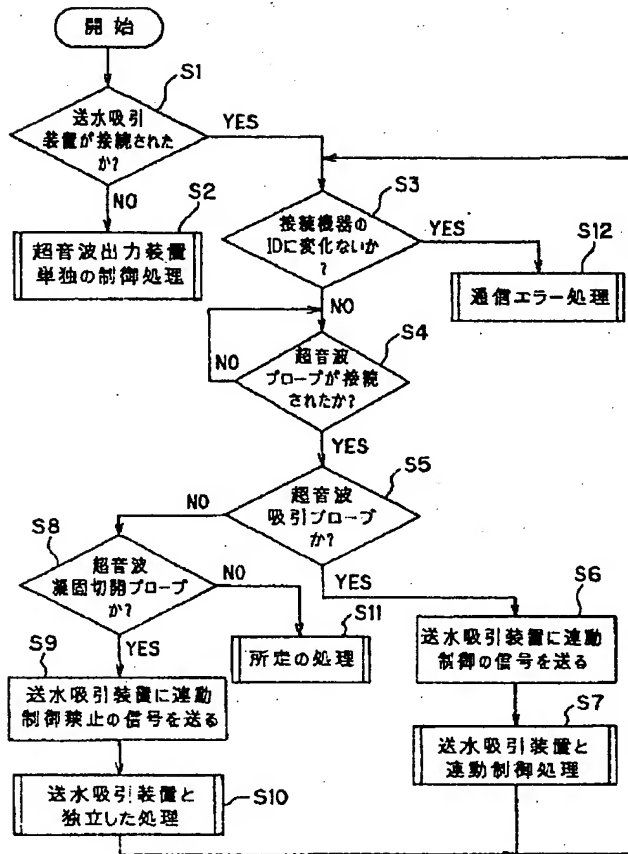 開始
S1
送水吸引
装置が接続された
か?
YES
NO
S2
超音波出力装置
単独の制御処理
S3
接続機器の
IDに変化ないか
?
YES
S12
通信エラー処理
NO
S4
NO
超音波
プローブが接続
されたか?
YES
S5
NO
超音波
吸引プローブ
か?
S8
超音波
凝固切開プローブ
か?
NO
YES
S6
S11
送水吸引装置に連動
制御の信号を送る
所定の処理
S9
YES
送水吸引装置に連動
制御禁止の信号を送る
S7
送水吸引装置と
連動制御処理
送水吸引装置と
独立した処理
S10